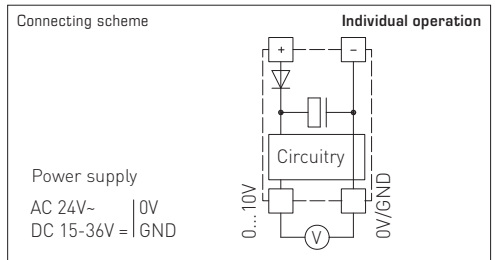 Connecting scheme
Individual operation
+
−
Circuitry
Power supply
AC 24V~ | 0V
DC 15-36V = | GND
0...10V
V
0V/GND